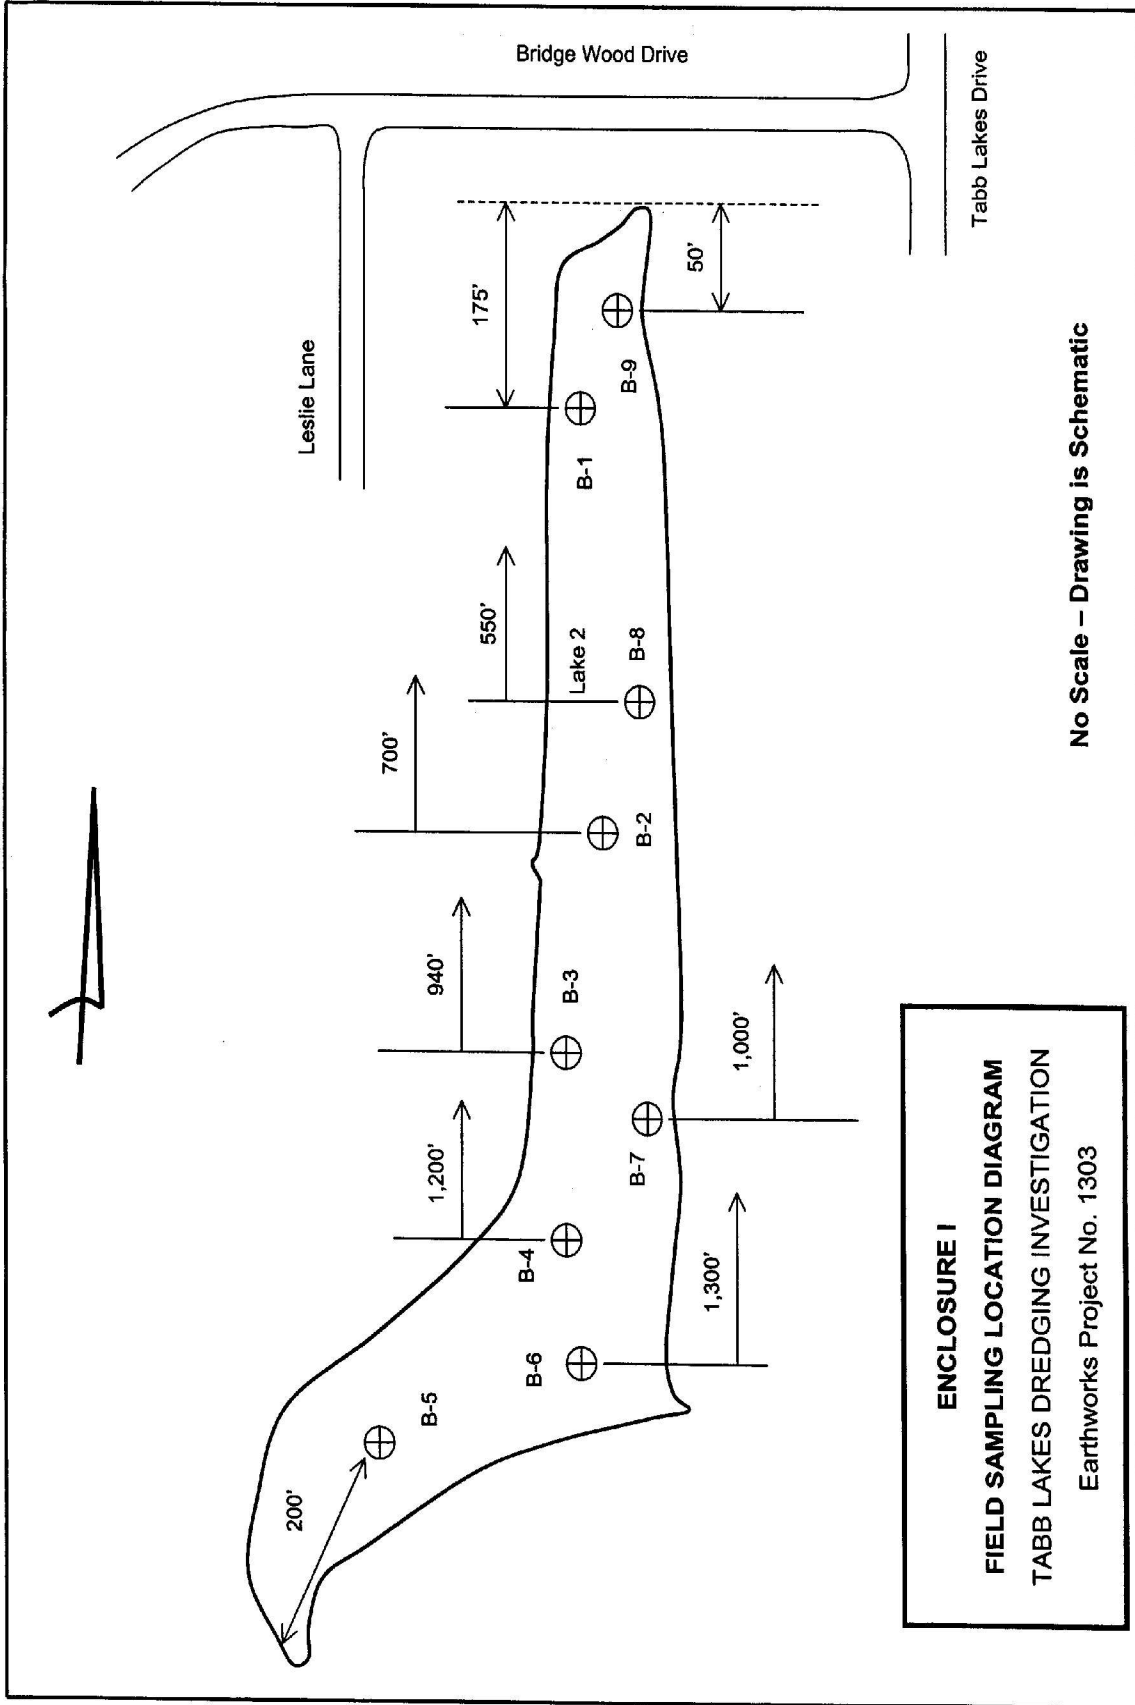 Bridge Wood Drive
Tabb Lakes Drive
Leslie Lane
175'
50'
B-9
B-1
550'
Lake 2
B-8
700'
B-2
940'
B-3
1,000'
B-7
1,200'
B-4
1,300'
B-6
B-5
200'
No Scale – Drawing is Schematic
ENCLOSURE I
FIELD SAMPLING LOCATION DIAGRAM
TABB LAKES DREDGING INVESTIGATION
Earthworks Project No. 1303